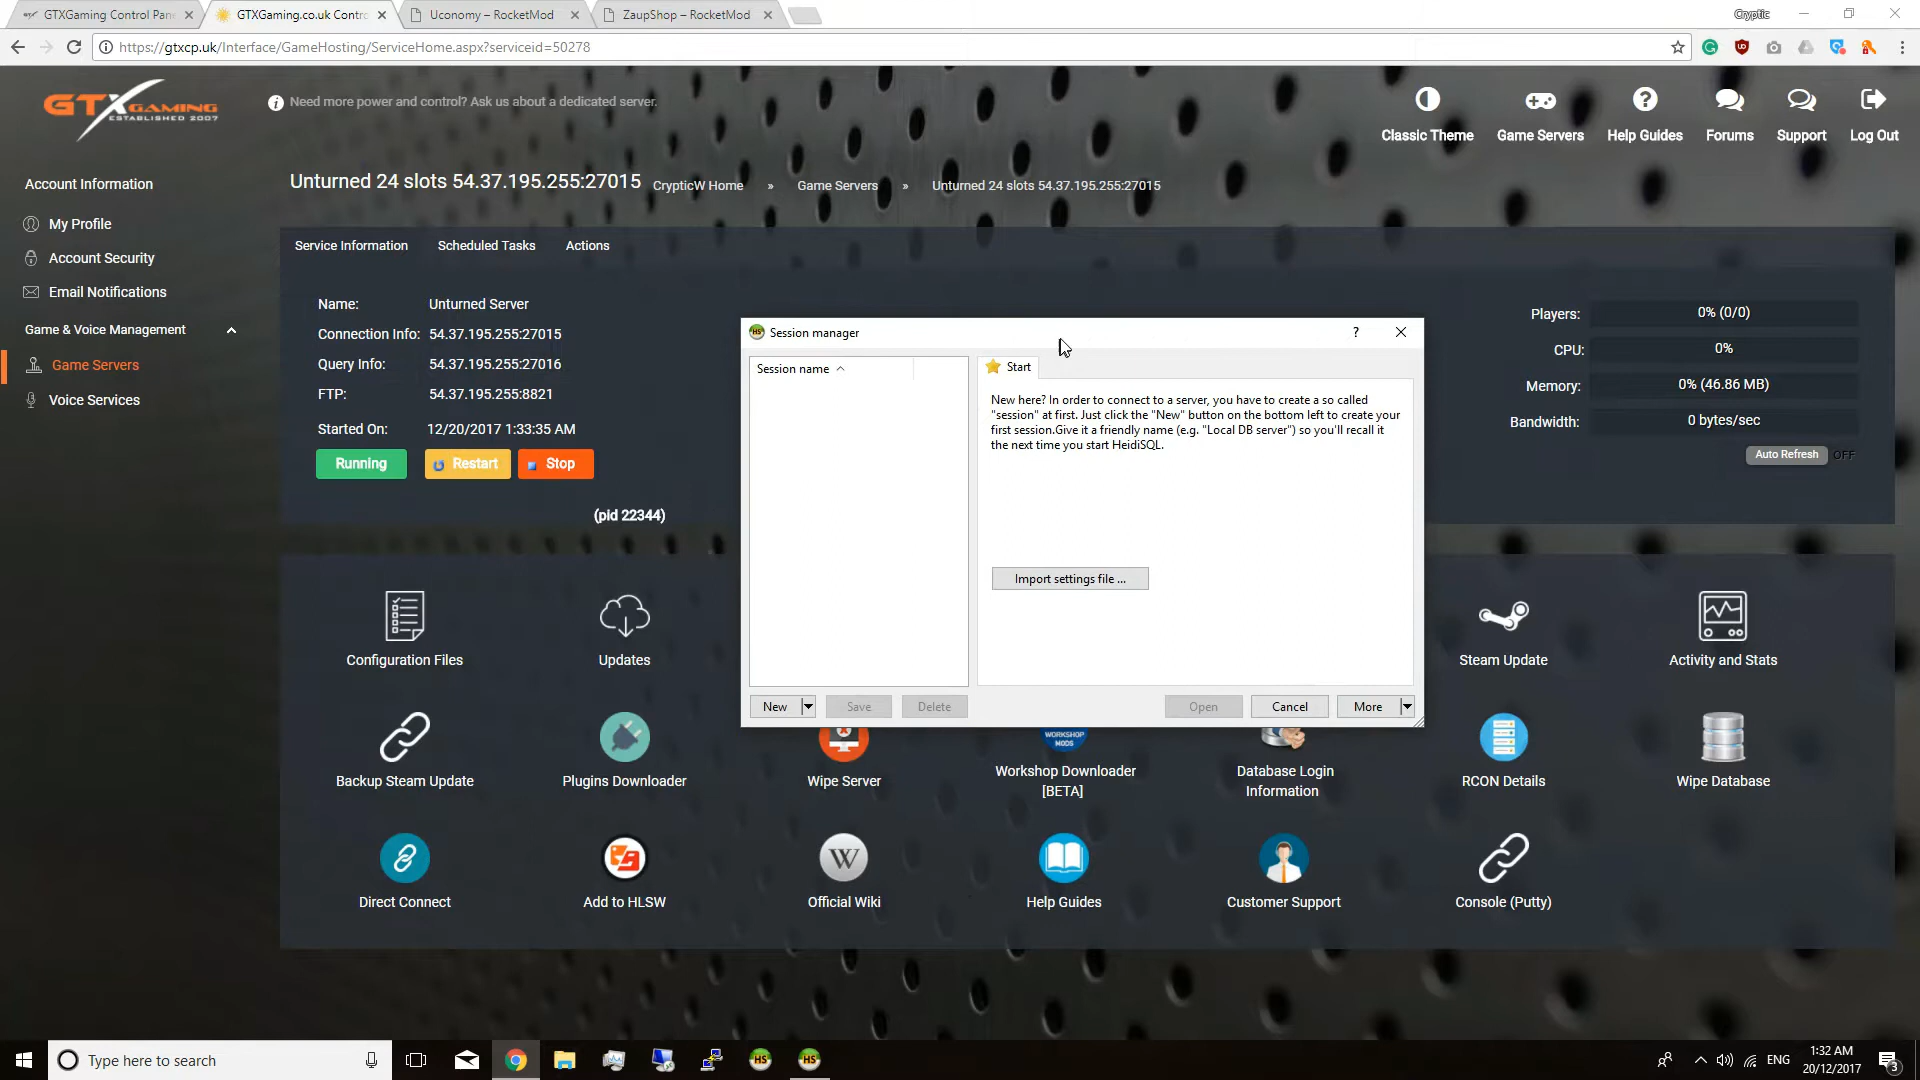 GTXGaming Control Pane
GTXGaming.co.uk Contro
Uconomy – RocketMod
ZaupShop – RocketMod
Cryptic
https://gtxcp.uk/Interface/GameHosting/ServiceHome.aspx?serviceid=50278
GTXGAMING
ESTABLISHED 2007
Need more power and control? Ask us about a dedicated server.
Classic Theme
Game Servers
Help Guides
Forums
Support
Log Out
Account Information
My Profile
Account Security
Email Notifications
Game & Voice Management
Game Servers
Voice Services
Unturned 24 slots 54.37.195.255:27015
CrypticW Home » Game Servers » Unturned 24 slots 54.37.195.255:27015
Service Information
Scheduled Tasks
Actions
Name: Unturned Server
Connection Info: 54.37.195.255:27015
Query Info: 54.37.195.255:27016
FTP: 54.37.195.255:8821
Started On: 12/20/2017 1:33:35 AM
Running
Restart
Stop
(pid 22344)
Players: 0% (0/0)
CPU: 0%
Memory: 0% (46.86 MB)
Bandwidth: 0 bytes/sec
Auto Refresh OFF
HS
Session manager
?
Session name
Start
New here? In order to connect to a server, you have to create a so called
"session" at first. Just click the "New" button on the bottom left to create your
first session.Give it a friendly name (e.g. "Local DB server") so you'll recall it
the next time you start HeidiSQL.
Import settings file ...
New
Save
Delete
Open
Cancel
More
Configuration Files
Updates
Steam Update
Activity and Stats
Backup Steam Update
Plugins Downloader
Wipe Server
WORKSHOP
MODS
Workshop Downloader
[BETA]
Database Login
Information
RCON Details
Wipe Database
Direct Connect
Add to HLSW
W
Official Wiki
Help Guides
Customer Support
Console (Putty)
Type here to search
HS
HS
ENG
1:32 AM
20/12/2017
3